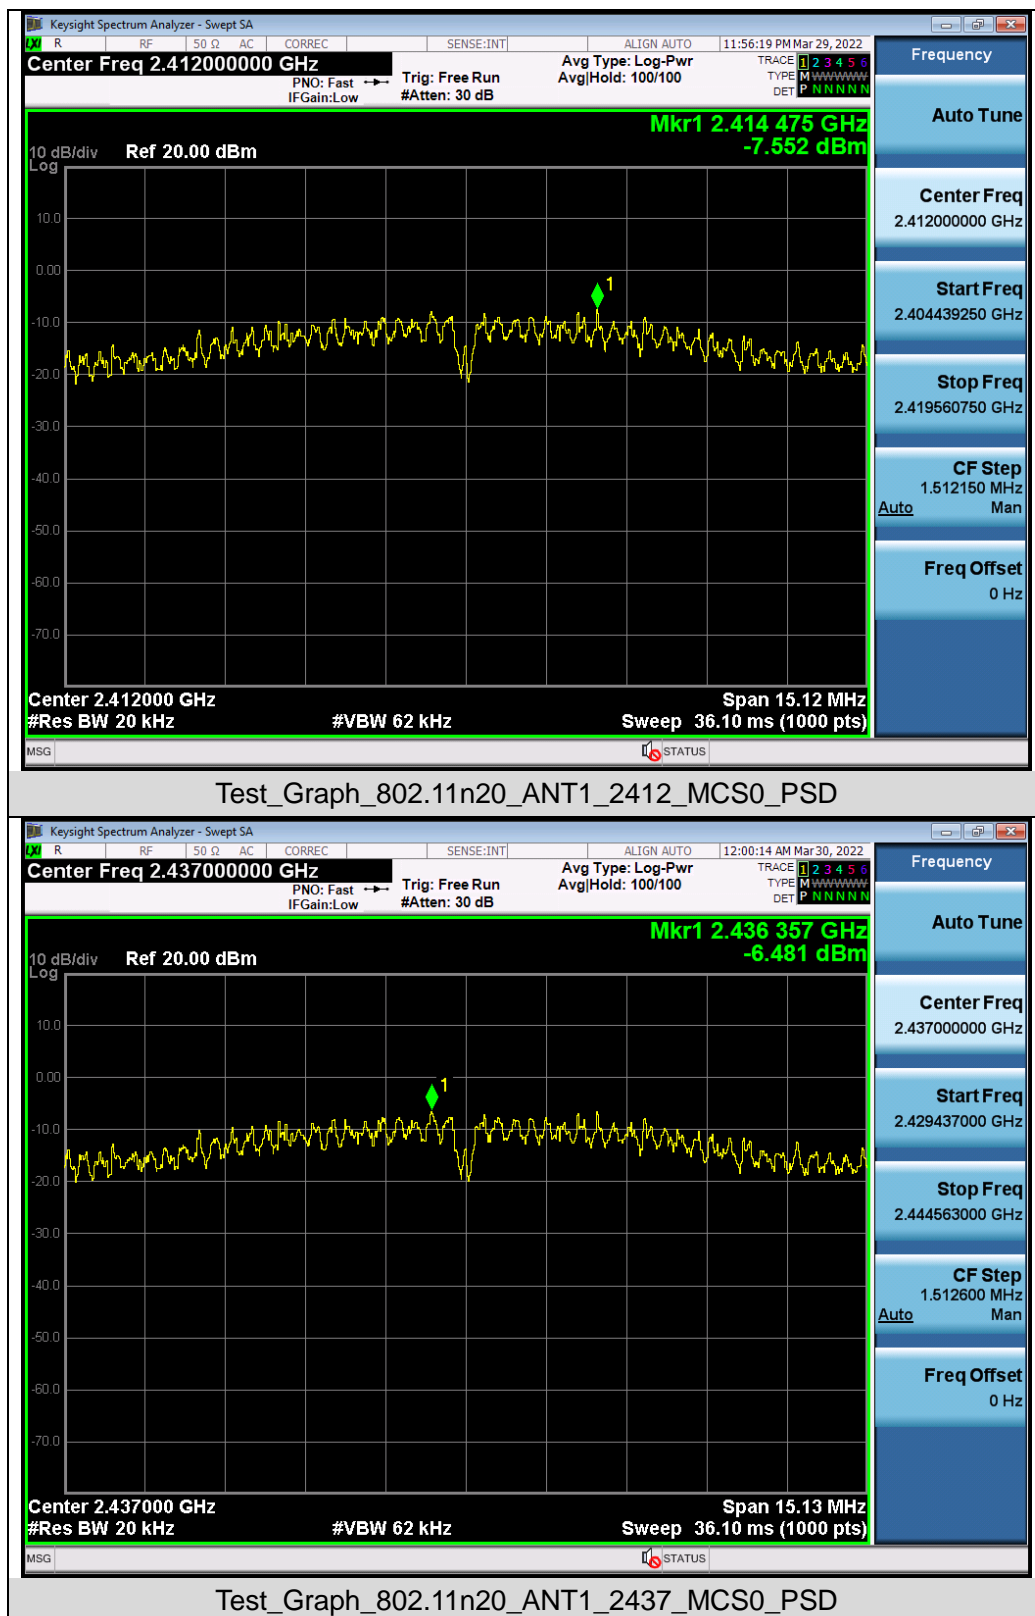 Keysight Spectrum Analyzer - Swept SA
LXI R RF 50 Ω AC CORREC SENSE:INT ALIGN AUTO 11:56:19 PM Mar 29, 2022
Center Freq 2.412000000 GHz
PNO: Fast
IFGain:Low
Trig: Free Run
#Atten: 30 dB
Avg Type: Log-Pwr
Avg|Hold: 100/100
TRACE 1 2 3 4 5 6
TYPE M W W W W W
DET P N N N N N
Mkr1 2.414 475 GHz
-7.552 dBm
10 dB/div
Log
Ref 20.00 dBm
1
10.0
0.00
-10.0
-20.0
-30.0
-40.0
-50.0
-60.0
-70.0
Center 2.412000 GHz
Span 15.12 MHz
#Res BW 20 kHz
#VBW 62 kHz
Sweep 36.10 ms (1000 pts)
MSG
STATUS
Frequency
Auto Tune
Center Freq
2.412000000 GHz
Start Freq
2.404439250 GHz
Stop Freq
2.419560750 GHz
CF Step
1.512150 MHz
Auto Man
Freq Offset
0 Hz
Test_Graph_802.11n20_ANT1_2412_MCS0_PSD
Keysight Spectrum Analyzer - Swept SA
LXI R RF 50 Ω AC CORREC SENSE:INT ALIGN AUTO 12:00:14 AM Mar 30, 2022
Center Freq 2.437000000 GHz
PNO: Fast
IFGain:Low
Trig: Free Run
#Atten: 30 dB
Avg Type: Log-Pwr
Avg|Hold: 100/100
TRACE 1 2 3 4 5 6
TYPE M W W W W W
DET P N N N N N
Mkr1 2.436 357 GHz
-6.481 dBm
10 dB/div
Log
Ref 20.00 dBm
1
10.0
0.00
-10.0
-20.0
-30.0
-40.0
-50.0
-60.0
-70.0
Center 2.437000 GHz
Span 15.13 MHz
#Res BW 20 kHz
#VBW 62 kHz
Sweep 36.10 ms (1000 pts)
MSG
STATUS
Frequency
Auto Tune
Center Freq
2.437000000 GHz
Start Freq
2.429437000 GHz
Stop Freq
2.444563000 GHz
CF Step
1.512600 MHz
Auto Man
Freq Offset
0 Hz
Test_Graph_802.11n20_ANT1_2437_MCS0_PSD